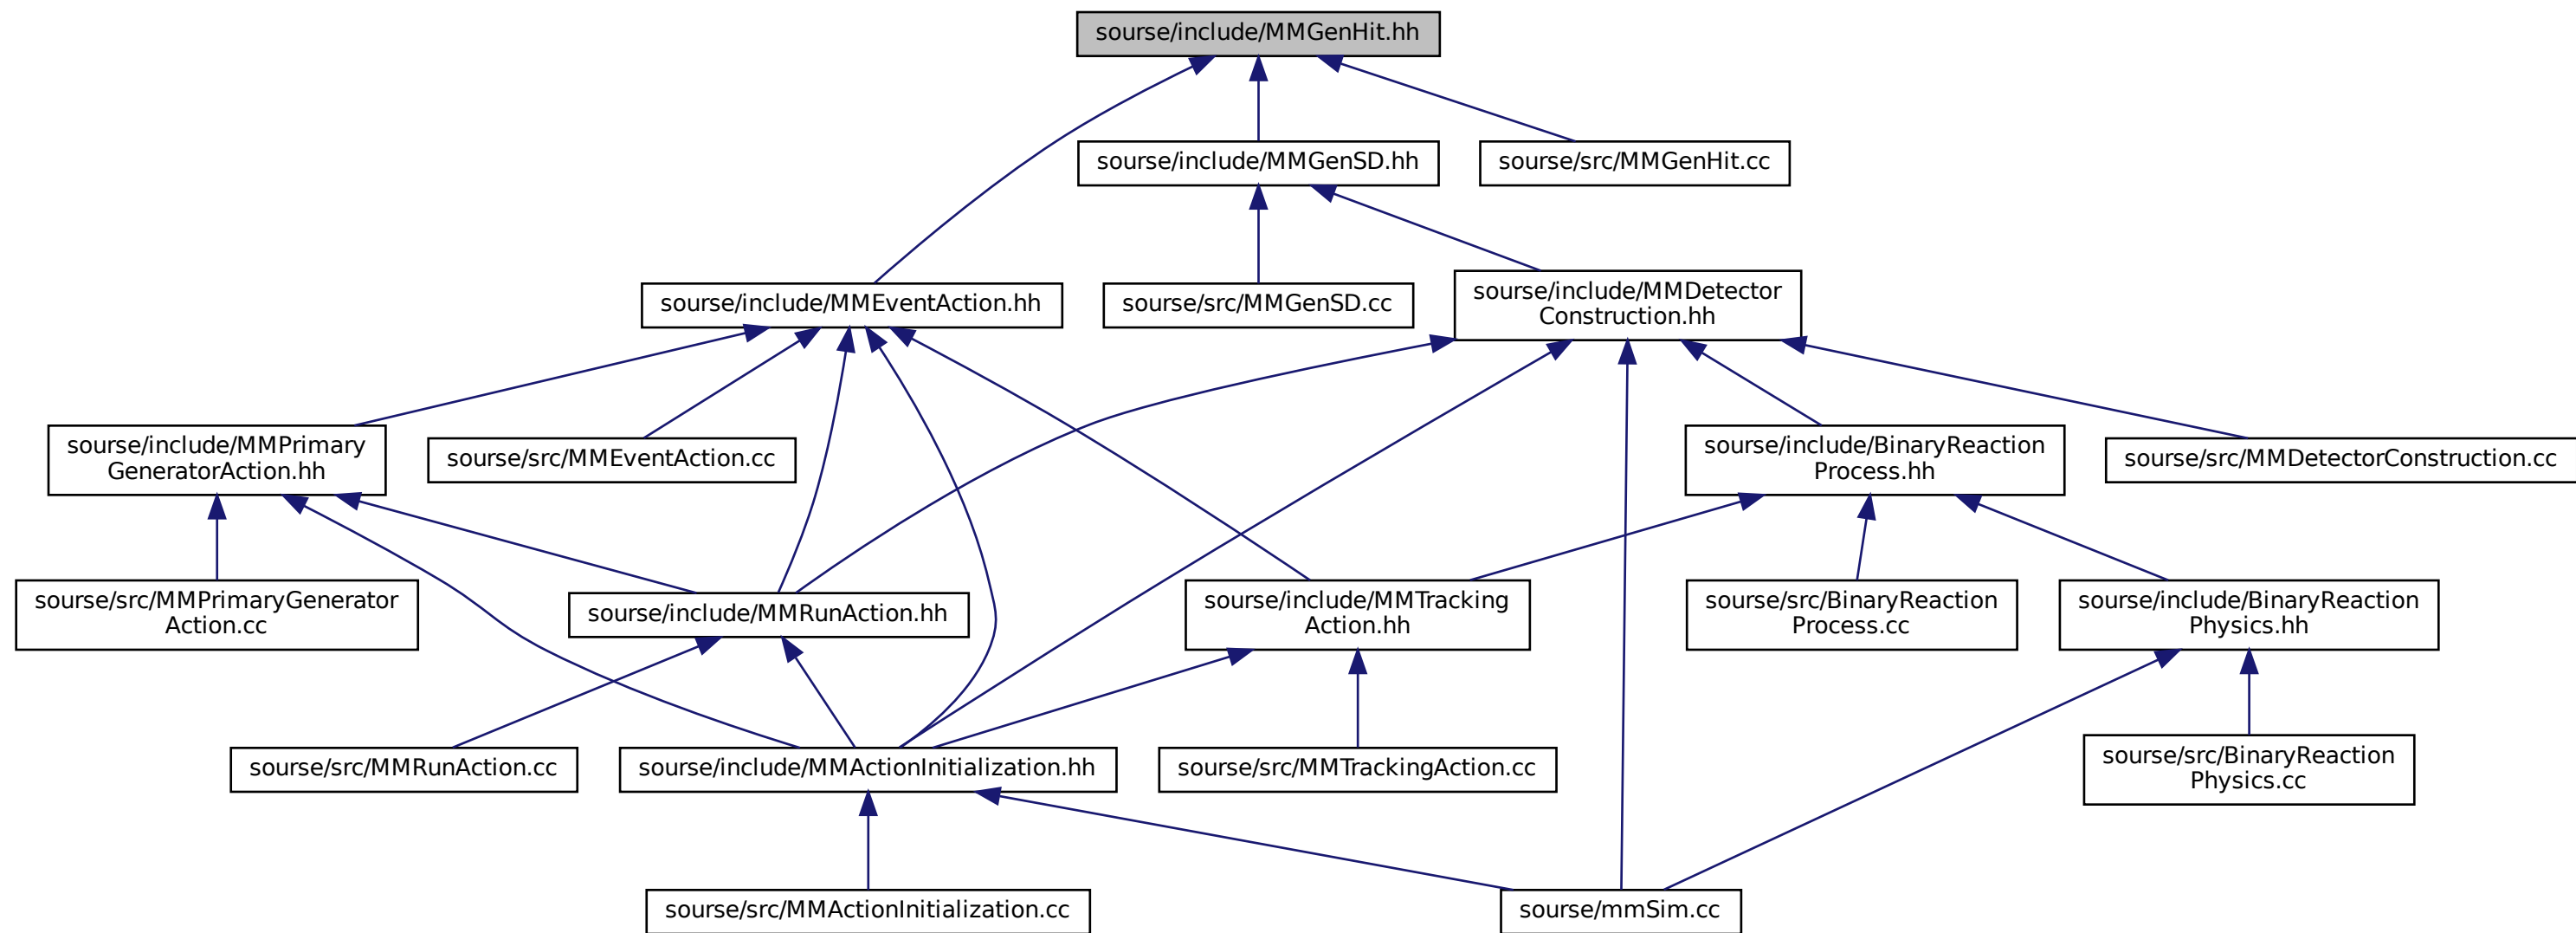 sourse/include/MMGenHit.hh
sourse/include/MMGenSD.hh
sourse/src/MMGenHit.cc
sourse/include/MMEventAction.hh
sourse/src/MMGenSD.cc
sourse/include/MMDetector
Construction.hh
sourse/include/MMPrimary
GeneratorAction.hh
sourse/src/MMEventAction.cc
sourse/include/BinaryReaction
Process.hh
sourse/src/MMDetectorConstruction.cc
sourse/src/MMPrimaryGenerator
Action.cc
sourse/include/MMRunAction.hh
sourse/include/MMTracking
Action.hh
sourse/src/BinaryReaction
Process.cc
sourse/include/BinaryReaction
Physics.hh
sourse/src/MMRunAction.cc
sourse/include/MMActionInitialization.hh
sourse/src/MMTrackingAction.cc
sourse/src/BinaryReaction
Physics.cc
sourse/src/MMActionInitialization.cc
sourse/mmSim.cc